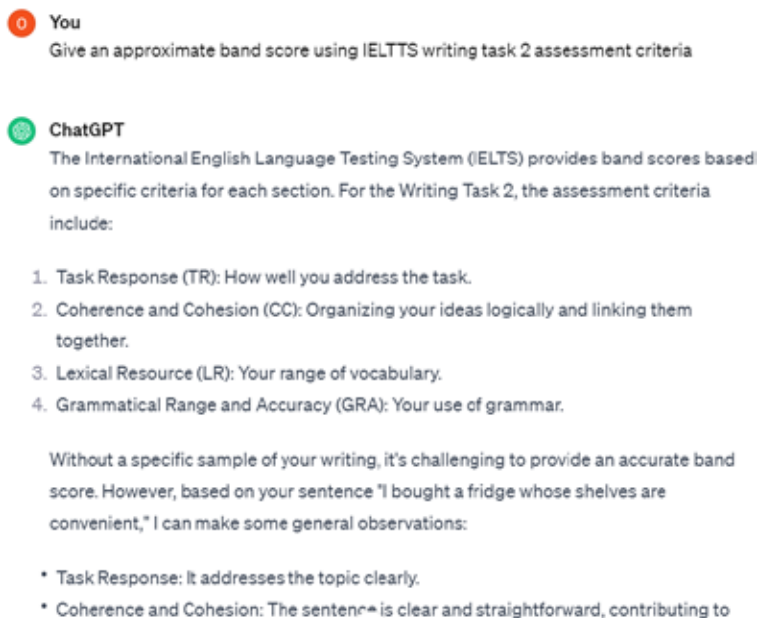 O You
Give an approximate band score using IELTTS writing task 2 assessment criteria
ChatGPT
The International English Language Testing System (IELTS) provides band scores based
on specific criteria for each section. For the Writing Task 2, the assessment criteria
include:
1. Task Response (TR): How well you address the task.
2. Coherence and Cohesion (CC): Organizing your ideas logically and linking them
together.
3. Lexical Resource (LR): Your range of vocabulary.
4. Grammatical Range and Accuracy (GRA): Your use of grammar.
Without a specific sample of your writing, it's challenging to provide an accurate band
score. However, based on your sentence "I bought a fridge whose shelves are
convenient," I can make some general observations:
• Task Response: It addresses the topic clearly.
• Coherence and Cohesion: The sentence is clear and straightforward, contributing to